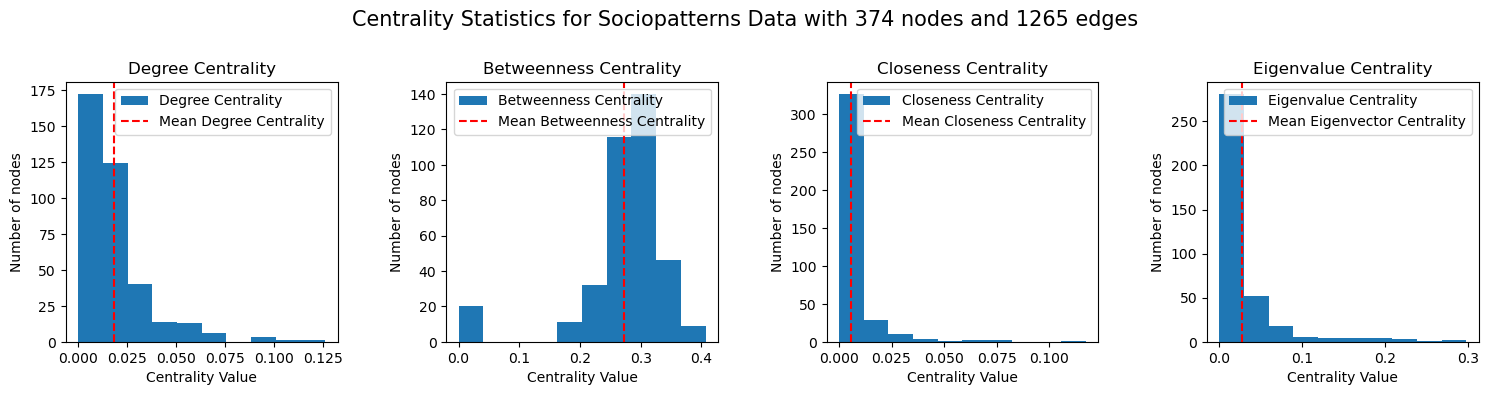 Centrality Statistics for Sociopatterns Data with 374 nodes and 1265 edges
Degree Centrality
Number of nodes
175
150
125
100
75
50
25
0
Degree Centrality
Mean Degree Centrality
0.000 0.025 0.050 0.075 0.100 0.125
Centrality Value
Betweenness Centrality
Number of nodes
140
120
100
80
60
40
20
0
Betweenness Centrality
Mean Betweenness Centrality
0.0 0.1 0.2 0.3 0.4
Centrality Value
Closeness Centrality
Number of nodes
300
250
200
150
100
50
0
Closeness Centrality
Mean Closeness Centrality
0.000 0.025 0.050 0.075 0.100
Centrality Value
Eigenvalue Centrality
Number of nodes
250
200
150
100
50
0
Eigenvalue Centrality
Mean Eigenvector Centrality
0.0 0.1 0.2 0.3
Centrality Value